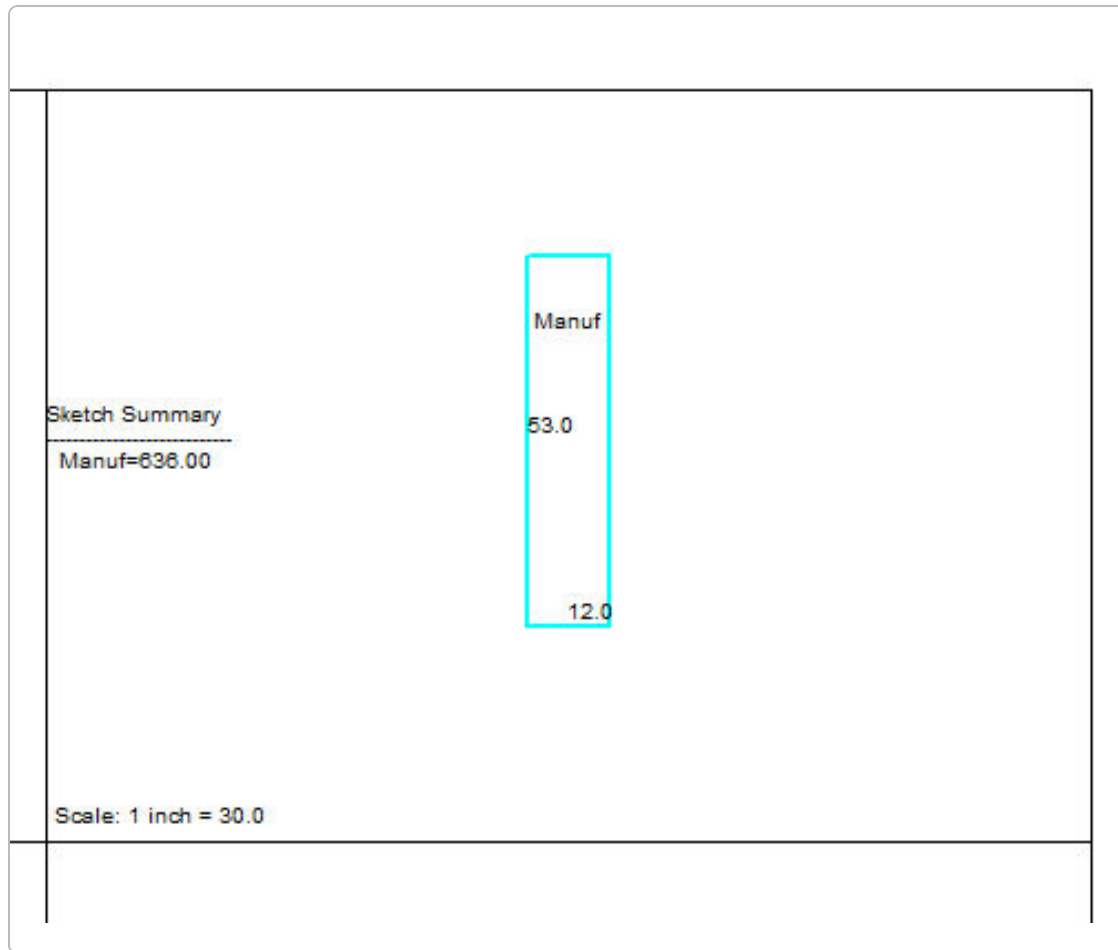 Manuf
Sketch Summary
53.0
Manuf=636.00
12.0
Scale: 1 inch = 30.0